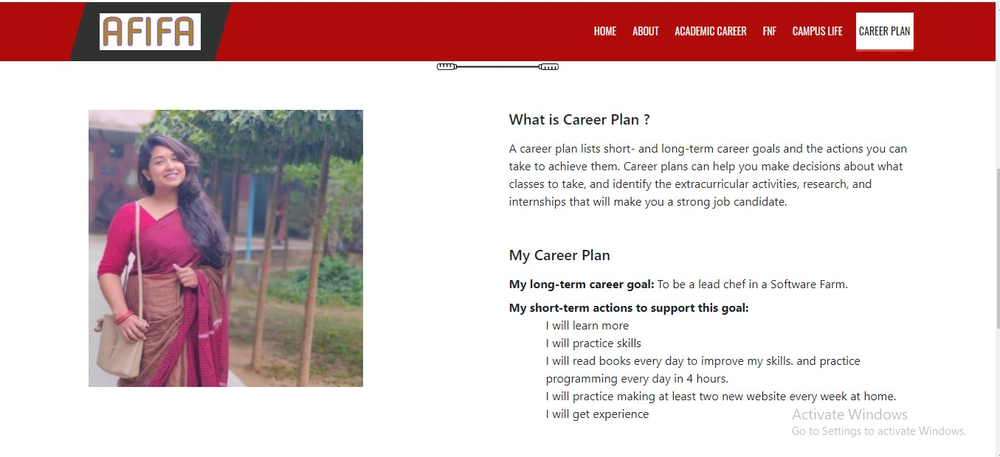 AFIFA
HOME ABOUT ACADEMIC CAREER FNF CAMPUS LIFE CAREER PLAN
What is Career Plan ?
A career plan lists short- and long-term career goals and the actions you can
take to achieve them. Career plans can help you make decisions about what
classes to take, and identify the extracurricular activities, research, and
internships that will make you a strong job candidate.
My Career Plan
My long-term career goal: To be a lead chef in a Software Farm.
My short-term actions to support this goal:
I will learn more
I will practice skills
I will read books every day to improve my skills. and practice
programming every day in 4 hours.
I will practice making at least two new website every week at home.
I will get experience
Activate Windows
Go to Settings to activate Windows.